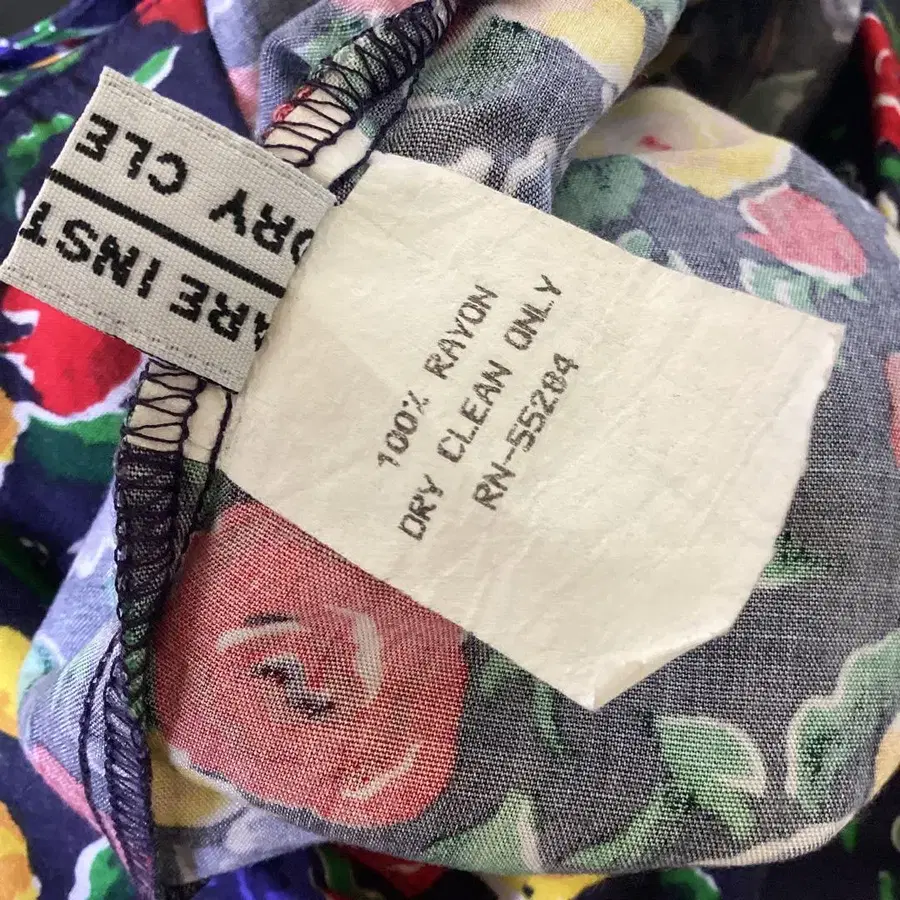 100% RAYON
DRY CLEAN ONLY
RN-55284
ARE INST
DRY CLE